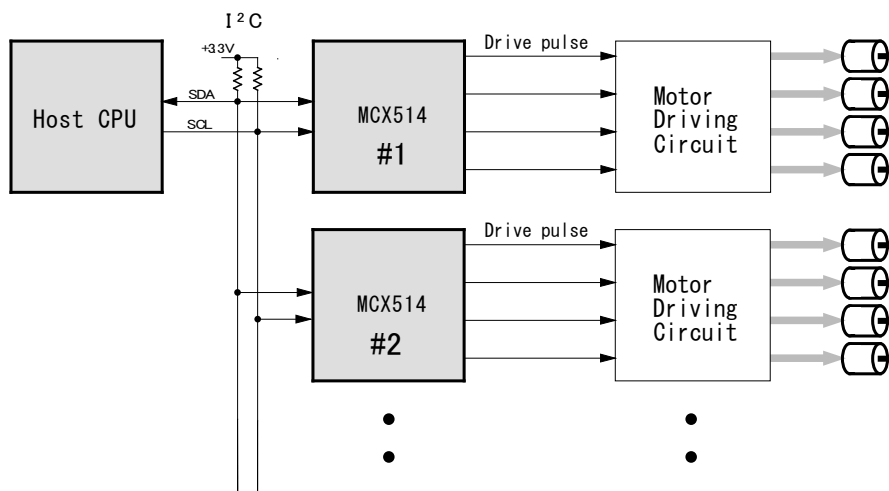 I²C
+3.3V
Drive pulse
SDA
SCL
Host CPU
MCX514
#1
Motor
Driving
Circuit
Drive pulse
MCX514
#2
Motor
Driving
Circuit